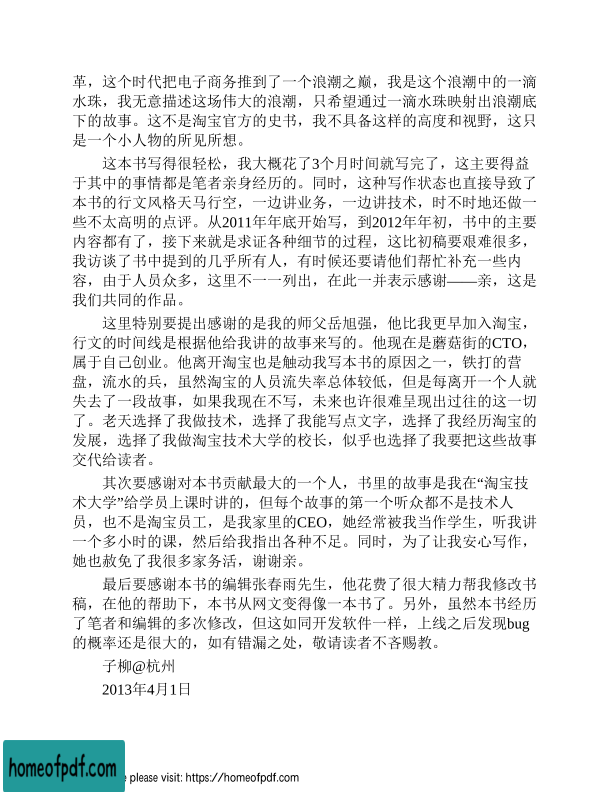 革，这个时代把电子商务推到了一个浪潮之巅，我是这个浪潮中的一滴
水珠，我无意描述这场伟大的浪潮，只希望通过一滴水珠映射出浪潮底
下的故事。这不是淘宝官方的史书，我不具备这样的高度和视野，这只
是一个小人物的所见所想。
这本书写得很轻松，我大概花了3个月时间就写完了，这主要得益
于其中的事情都是笔者亲身经历的。同时，这种写作状态也直接导致了
本书的行文风格天马行空，一边讲业务，一边讲技术，时不时地还做一
些不太高明的点评。从2011年年底开始写，到2012年年初，书中的主要
内容都有了，接下来就是求证各种细节的过程，这比初稿要艰难很多，
我访谈了书中提到的几乎所有人，有时候还要请他们帮忙补充一些内
容，由于人员众多，这里不一一列出，在此一并表示感谢——亲，这是
我们共同的作品。
这里特别要提出感谢的是我的师父岳旭强，他比我更早加入淘宝，
行文的时间线是根据他给我讲的故事来写的。他现在是蘑菇街的CTO，
属于自己创业。他离开淘宝也是触动我写本书的原因之一，铁打的营
盘，流水的兵，虽然淘宝的人员流失率总体较低，但是每离开一个人就
失去了一段故事，如果我现在不写，未来也许很难呈现出过往的这一切
了。老天选择了我做技术，选择了我能写点文字，选择了我经历淘宝的
发展，选择了我做淘宝技术大学的校长，似乎也选择了我要把这些故事
交代给读者。
其次要感谢对本书贡献最大的一个人，书里的故事是我在“淘宝技
术大学”给学员上课时讲的，但每个故事的第一个听众都不是技术人
员，也不是淘宝员工，是我家里的CEO，她经常被我当作学生，听我讲
一个多小时的课，然后给我指出各种不足。同时，为了让我安心写作，
她也赦免了我很多家务活，谢谢亲。
最后要感谢本书的编辑张春雨先生，他花费了很大精力帮我修改书
稿，在他的帮助下，本书从网文变得像一本书了。另外，虽然本书经历
了笔者和编辑的多次修改，但这如同开发软件一样，上线之后发现bug
的概率还是很大的，如有错漏之处，敬请读者不吝赐教。
子柳@杭州
2013年4月1日
homeofpdf.com
please visit: https://homeofpdf.com